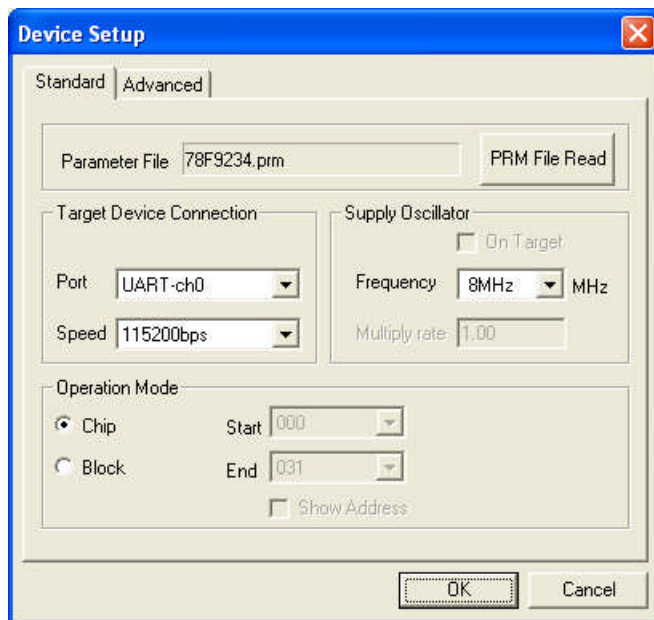 Device Setup
Standard
Advanced
Parameter File 78F9234.prm PRM File Read
Target Device Connection
Port UART-ch0
Speed 115200bps
Supply Oscillator
On Target
Frequency 8MHz MHz
Multiply rate 1.00
Operation Mode
Chip
Block
Start 000
End 031
Show Address
OK
Cancel